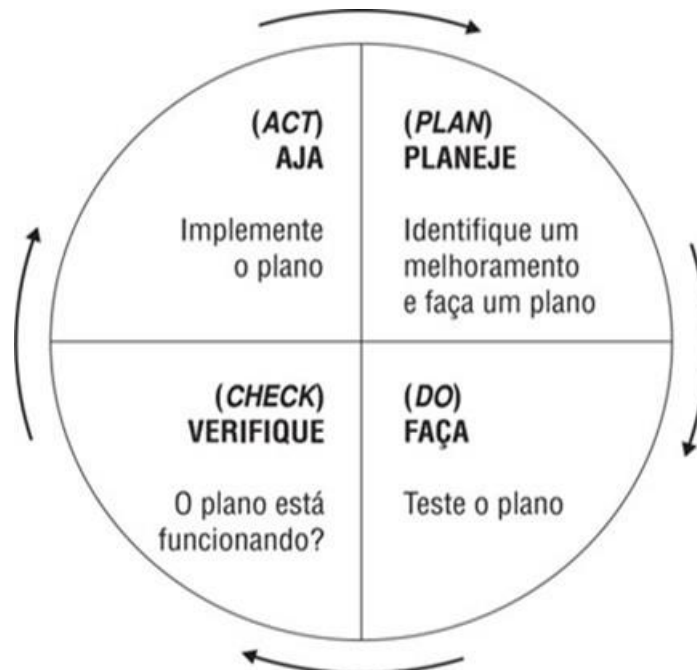 (ACT)
AJA
Implemente
o plano
(PLAN)
PLANEJE
Identifique um
melhoramento
e faça um plano
(CHECK)
VERIFIQUE
O plano está
funcionando?
(DO)
FAÇA
Teste o plano